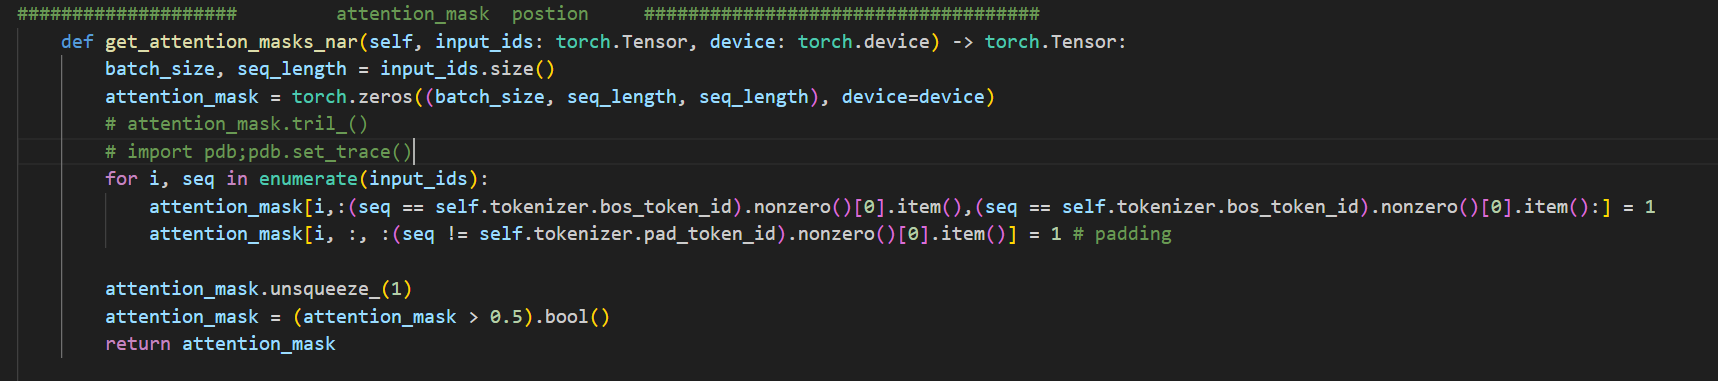 ####################         attention_mask  postion     ####################################
def get_attention_masks_nar(self, input_ids: torch.Tensor, device: torch.device) -> torch.Tensor:
batch_size, seq_length = input_ids.size()
attention_mask = torch.zeros((batch_size, seq_length, seq_length), device=device)
# attention_mask.tril_()
# import pdb;pdb.set_trace()
for i, seq in enumerate(input_ids):
attention_mask[i,:(seq == self.tokenizer.bos_token_id).nonzero()[0].item(),(seq == self.tokenizer.bos_token_id).nonzero()[0].item():] = 1
attention_mask[i, :, :(seq != self.tokenizer.pad_token_id).nonzero()[0].item()] = 1 # padding
attention_mask.unsqueeze_(1)
attention_mask = (attention_mask > 0.5).bool()
return attention_mask